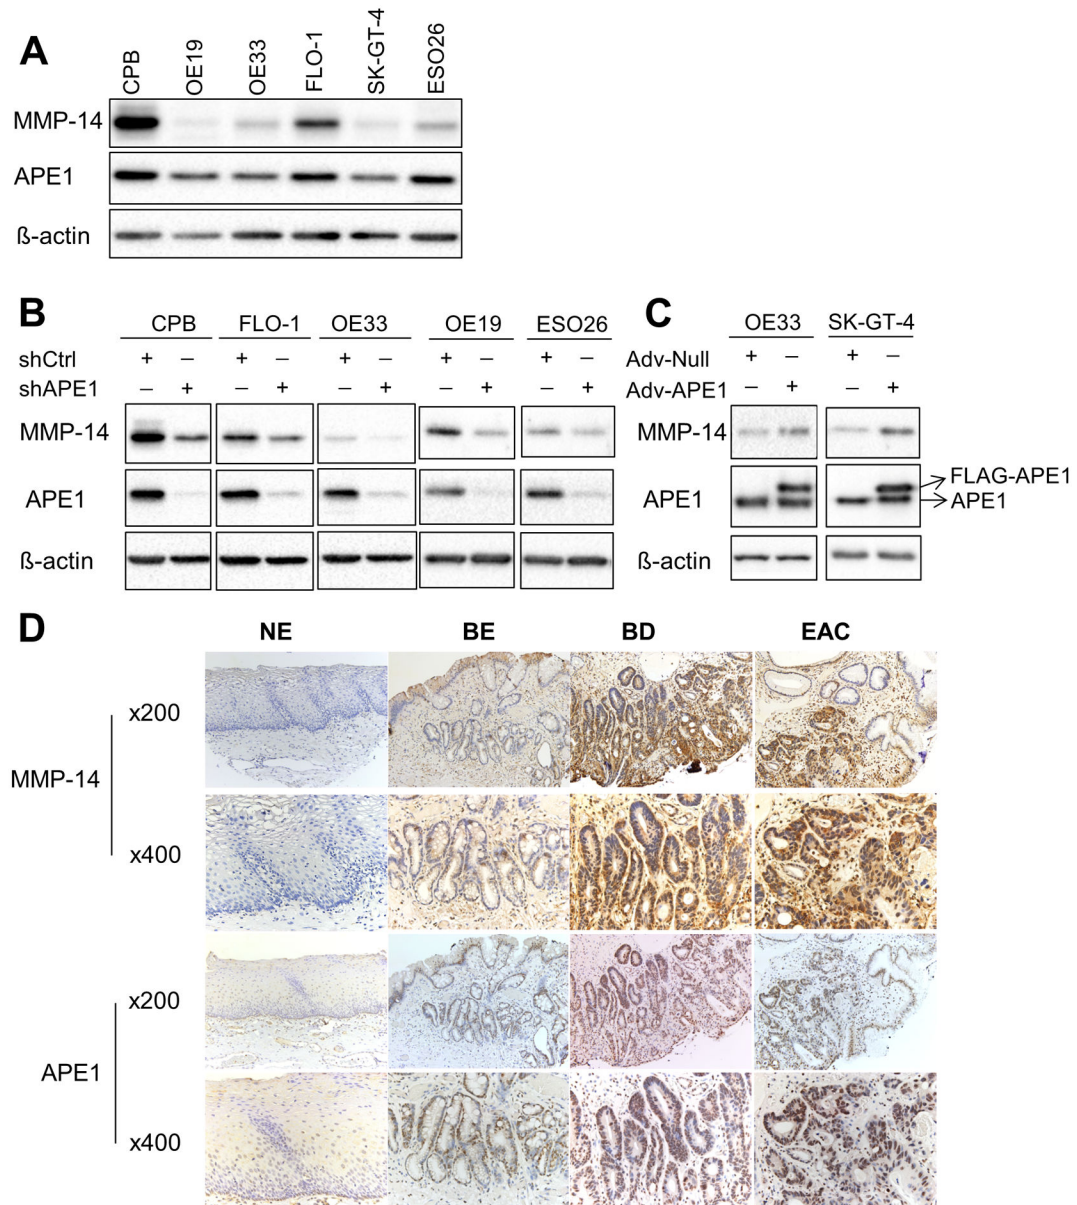 A
CPB OE19 OE33 FLO-1 SK-GT-4 ESO26
MMP-14
APE1
ß-actin
B
CPB FLO-1 OE33 OE19 ESO26
shCtrl + – + – + – + – + –
shAPE1 – + – + – + – + – +
MMP-14
APE1
ß-actin
C
OE33 SK-GT-4
Adv-Null + – + –
Adv-APE1 – + – +
MMP-14
APE1
FLAG-APE1
APE1
ß-actin
D
NE BE BD EAC
MMP-14
x200
x400
APE1
x200
x400